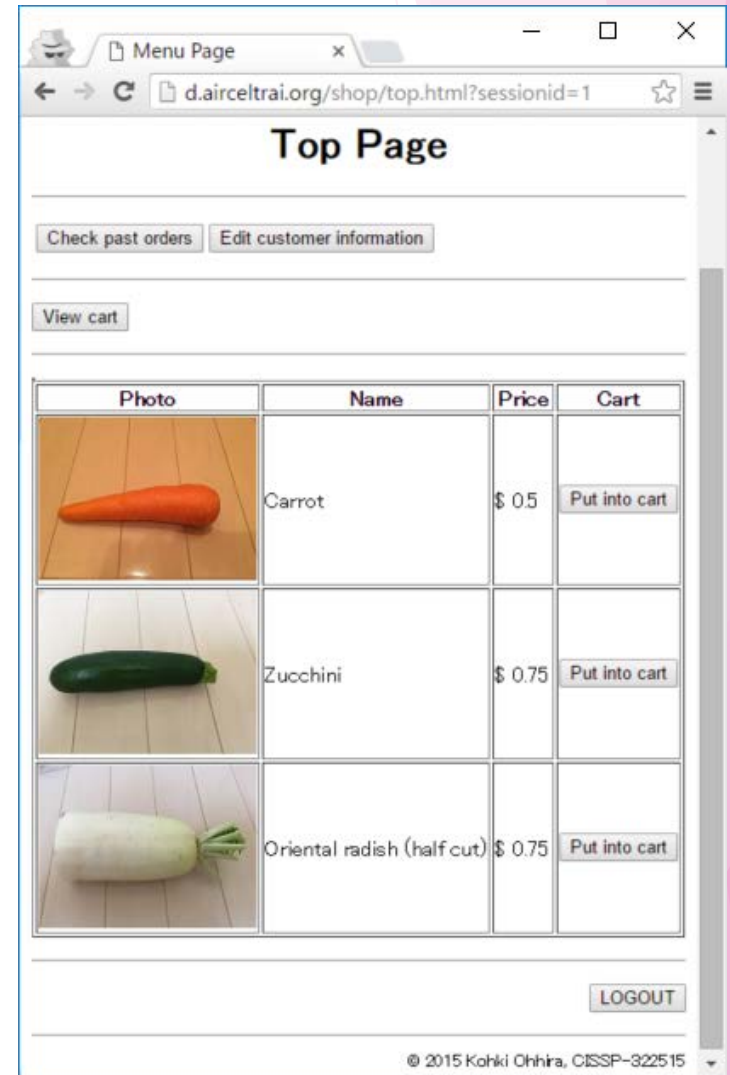 Menu Page
d.airceltrai.org/shop/top.html?sessionid=1
Top Page
Check past orders Edit customer information
View cart
Photo Name Price Cart
Carrot $ 0.5 Put into cart
Zucchini $ 0.75 Put into cart
Oriental radish (half cut) $ 0.75 Put into cart
LOGOUT
© 2015 Kohki Ohhira, CISSP-322515